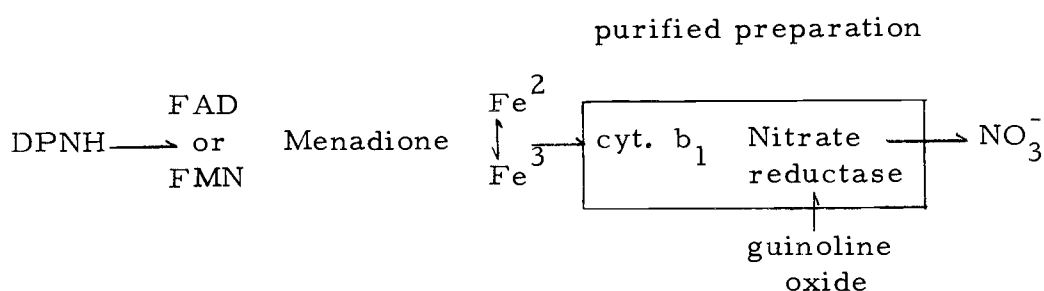 purified preparation
FAD
or
FMN
DPNH
Menadione
Fe²
Fe³
cyt. b₁
Nitrate
reductase
NO₃⁻
guinoline
oxide